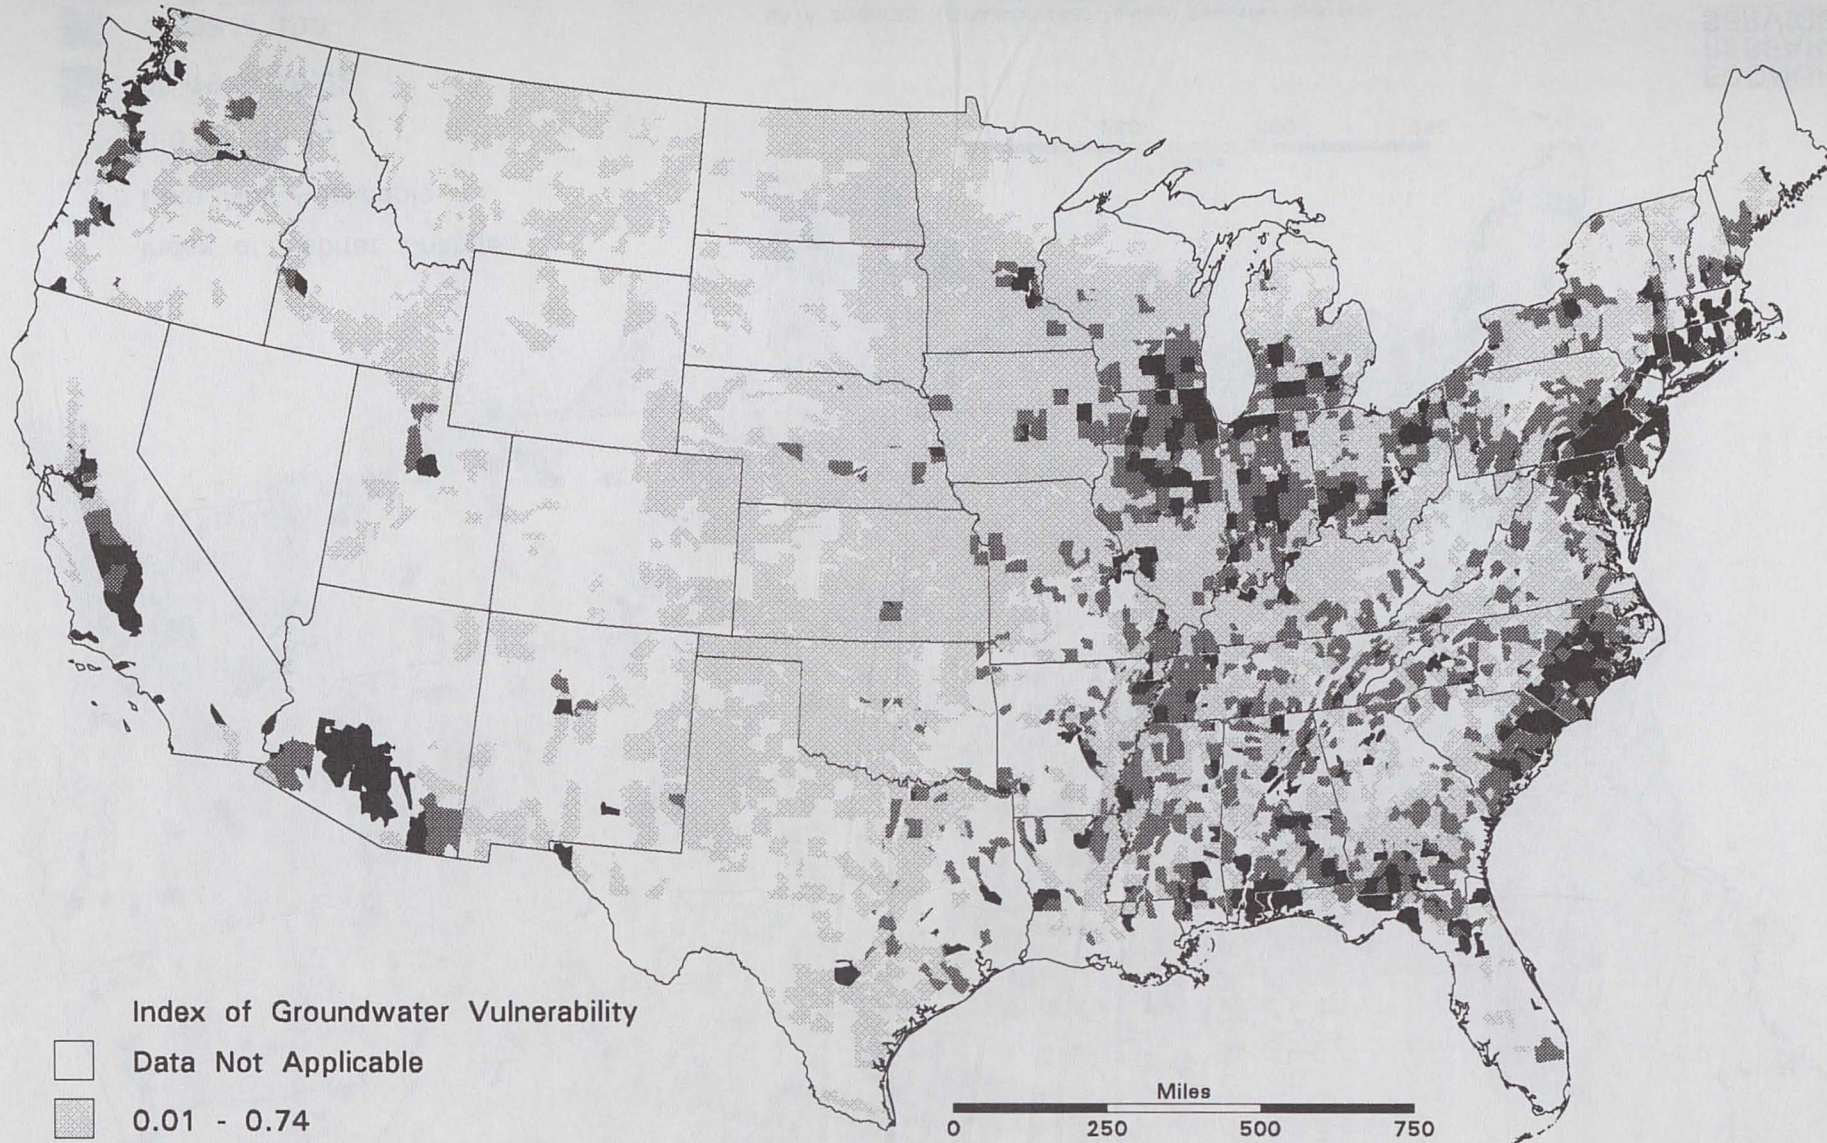 Index of Groundwater Vulnerability
Data Not Applicable
0.01 - 0.74
Miles
0 250 500 750